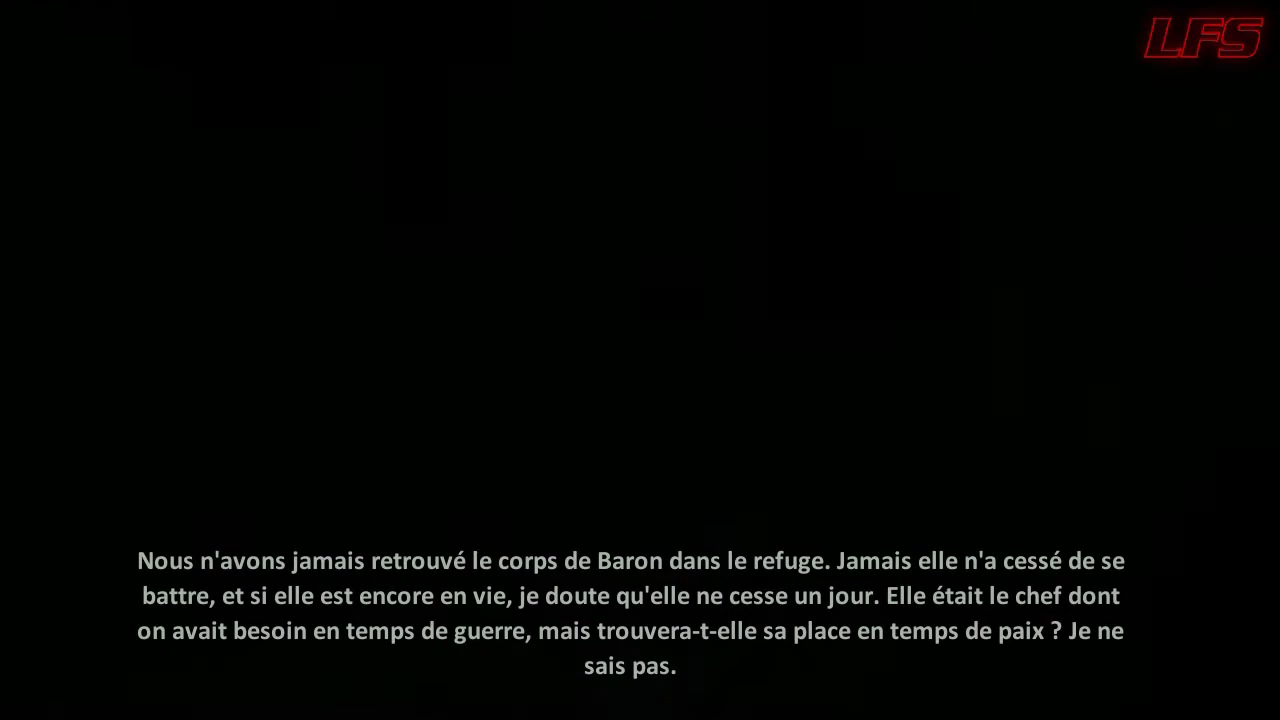 LFS
Nous n'avons jamais retrouvé le corps de Baron dans le refuge. Jamais elle n'a cessé de se
battre, et si elle est encore en vie, je doute qu'elle ne cesse un jour. Elle était le chef dont
on avait besoin en temps de guerre, mais trouvera-t-elle sa place en temps de paix ? Je ne
sais pas.